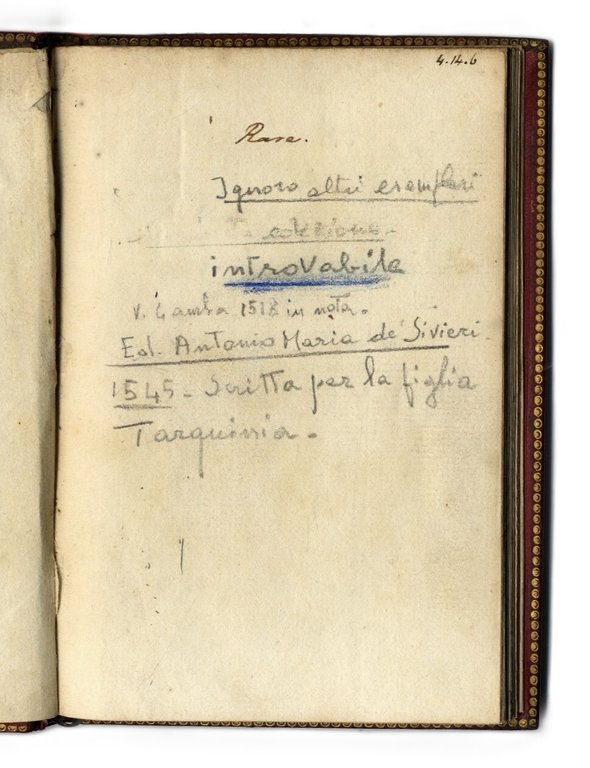 4.14.6
Rare.
Ignoro altri esemplari
edizione.
introvabile
V. Gamba 1518 in nota.
Ed. Antonio Maria de' Sivieri.
1545 - Scritta per la figlia
Tarquinia -